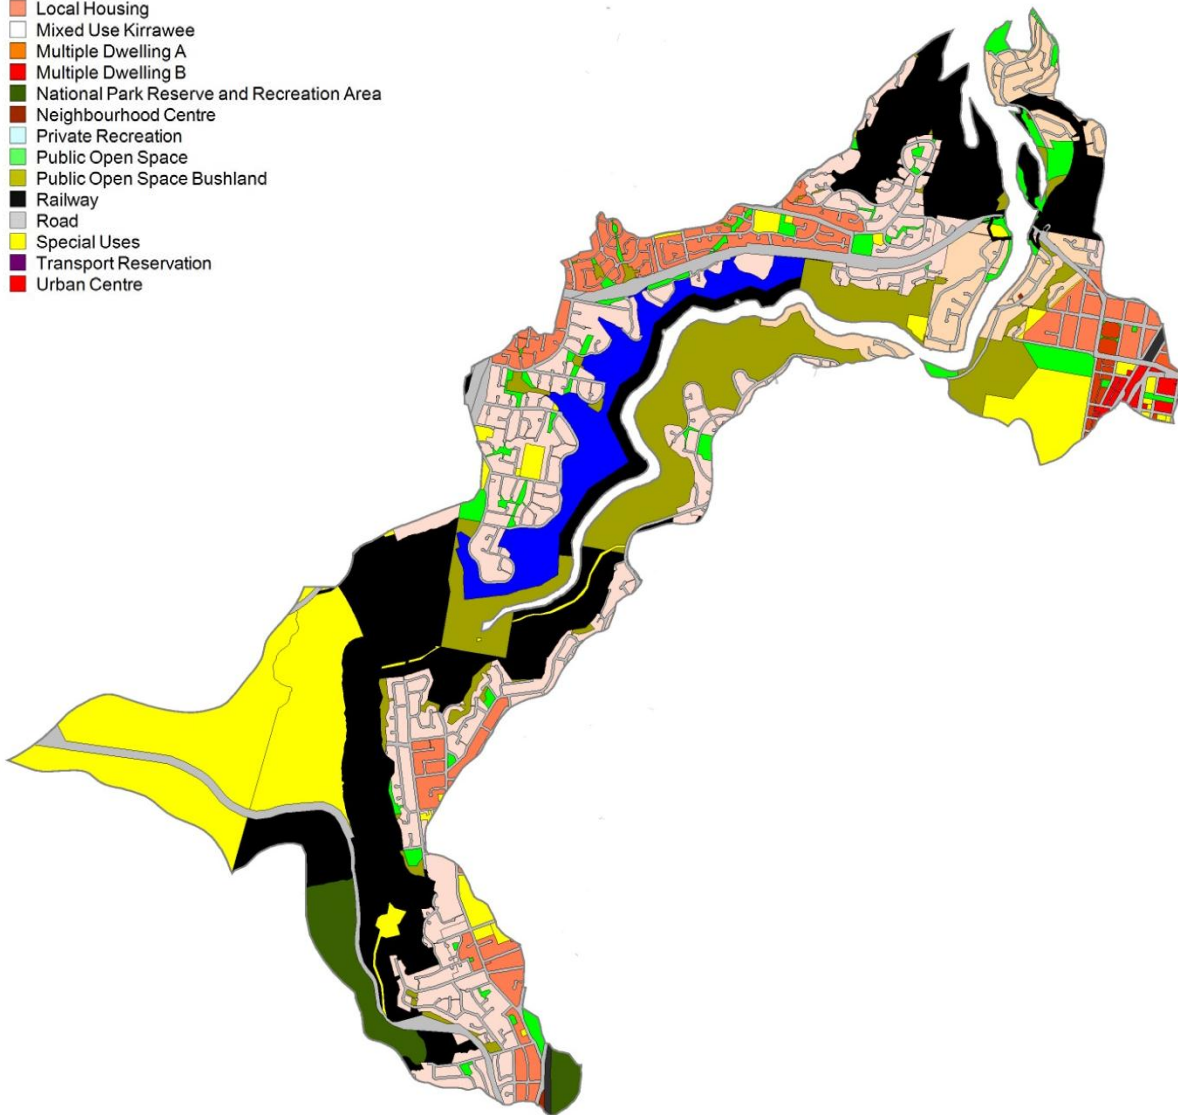 Local Housing
Mixed Use Kirrawee
Multiple Dwelling A
Multiple Dwelling B
National Park Reserve and Recreation Area
Neighbourhood Centre
Private Recreation
Public Open Space
Public Open Space Bushland
Railway
Road
Special Uses
Transport Reservation
Urban Centre